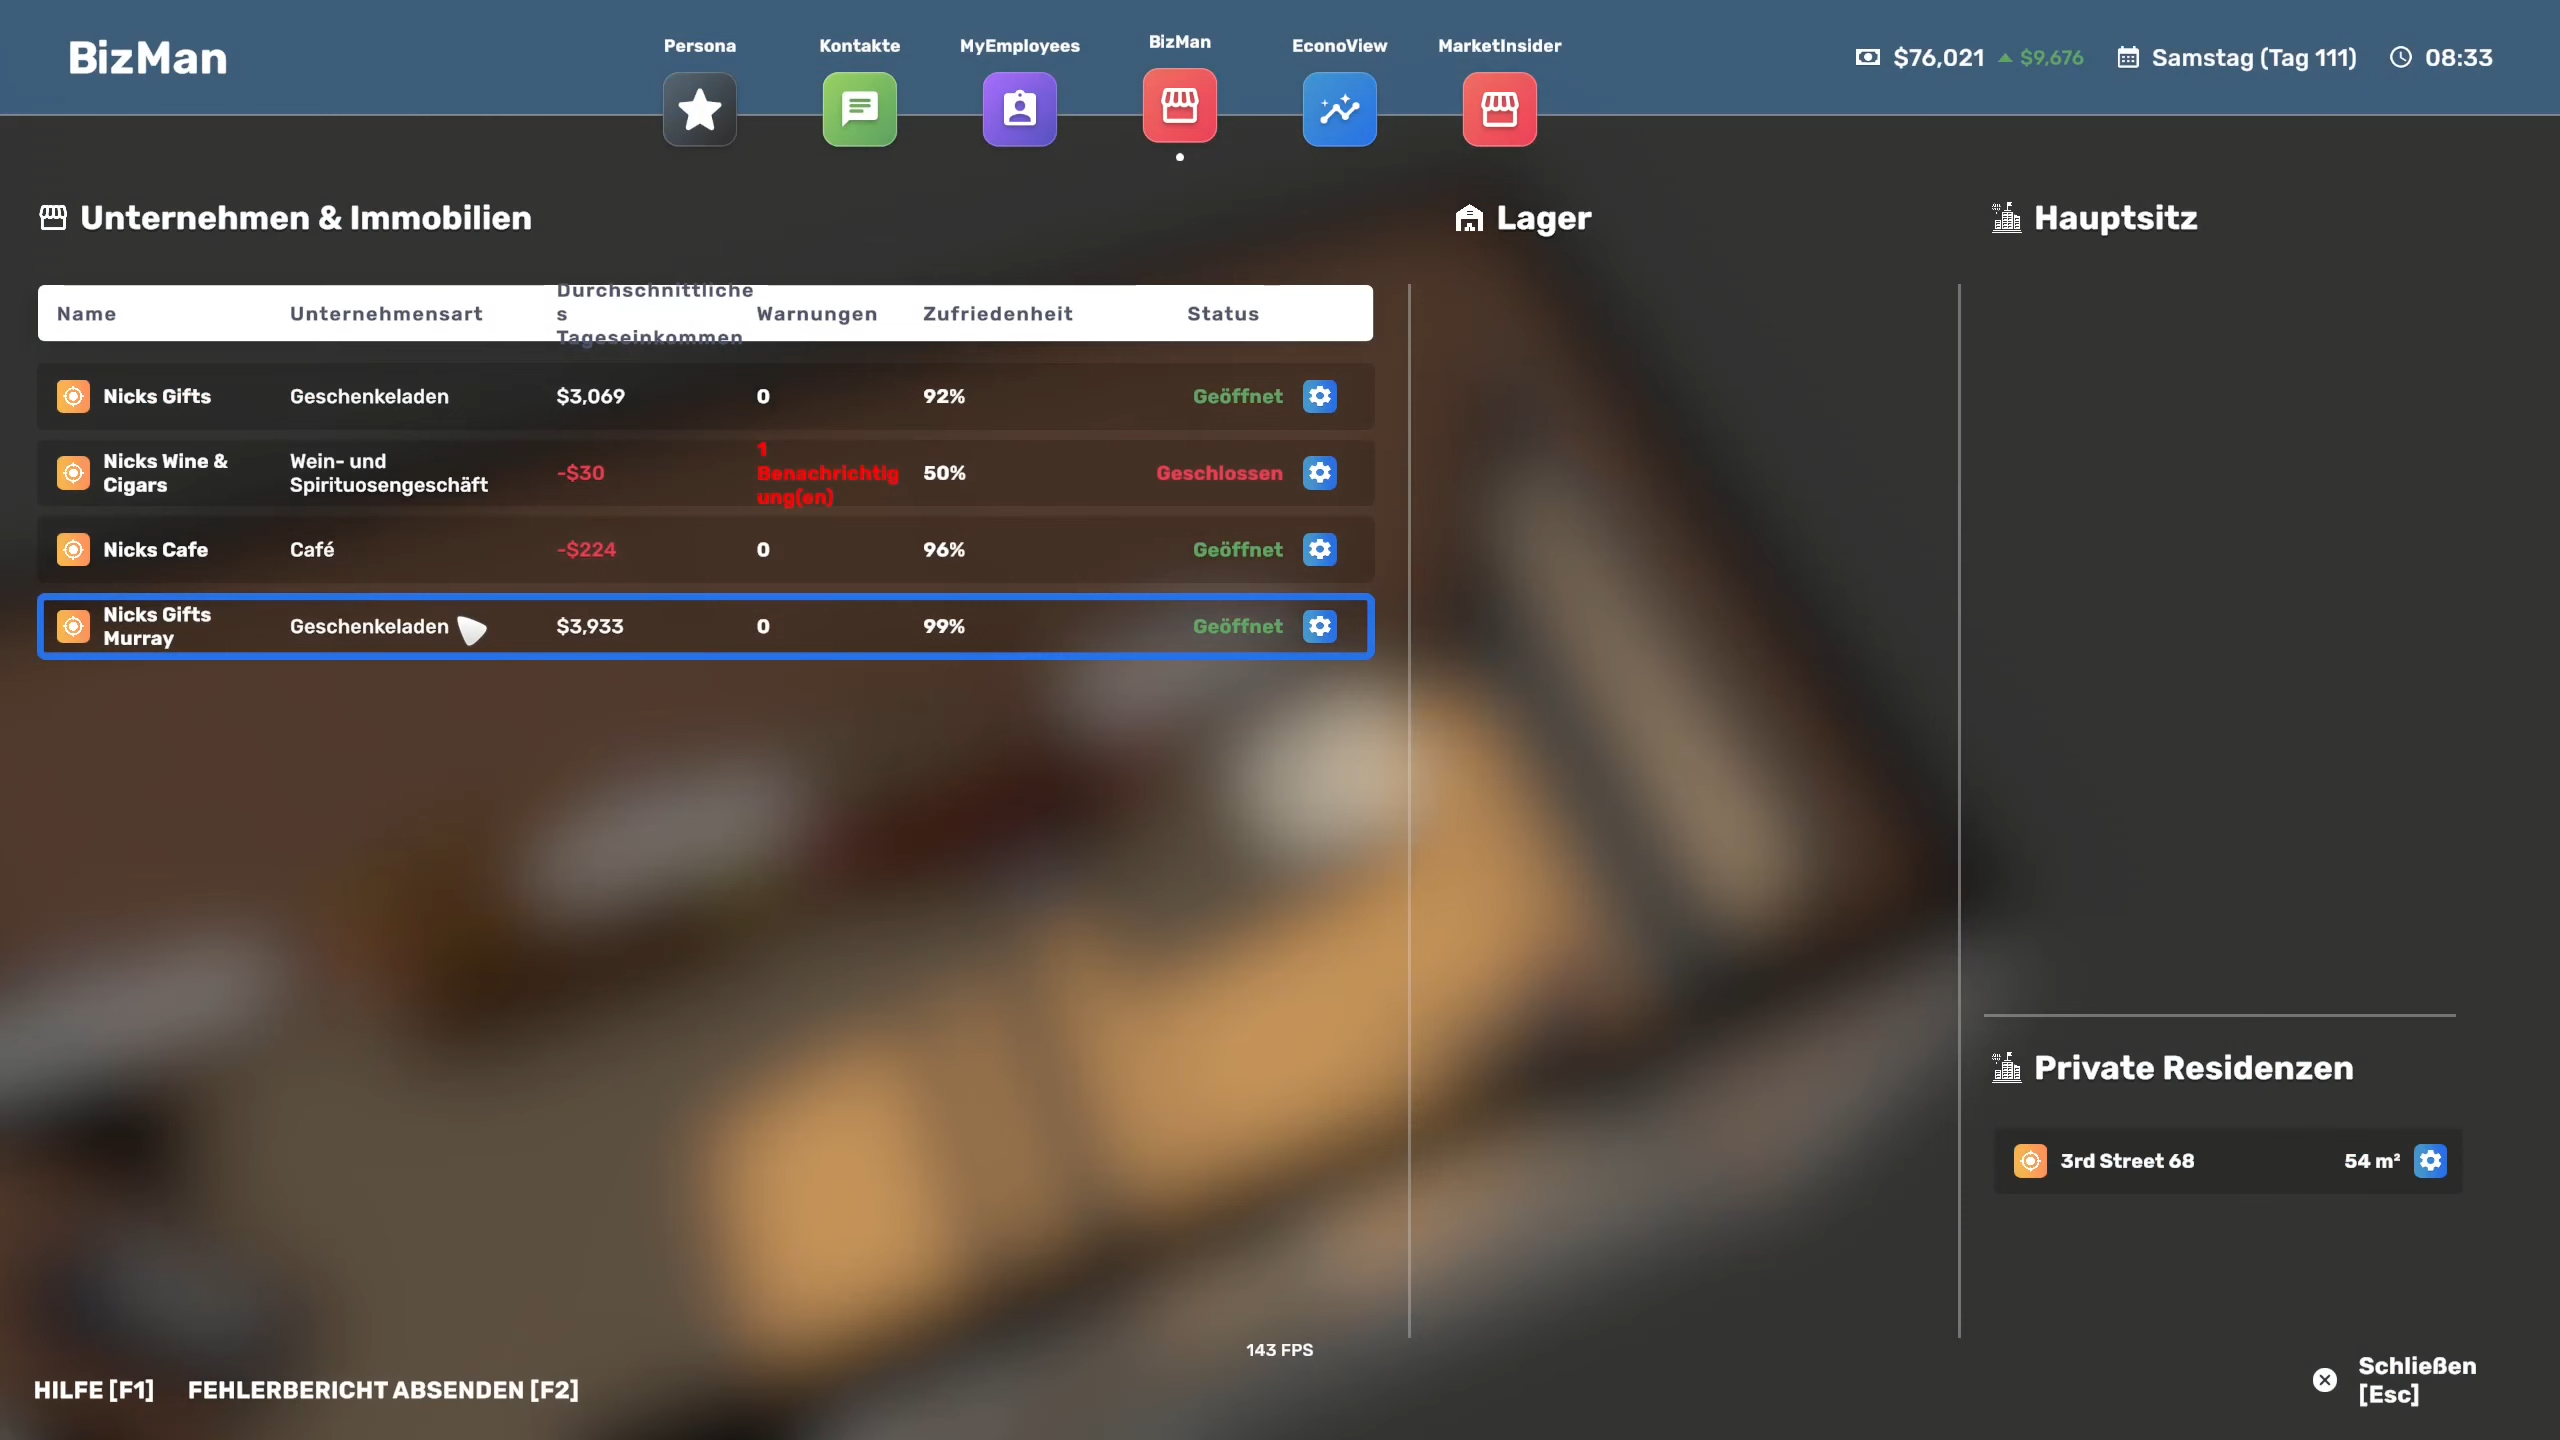 BizMan
Persona
Kontakte
MyEmployees
BizMan
EconoView
MarketInsider
$76,021
$9,676
Samstag (Tag 111)
08:33
Unternehmen & Immobilien
Name
Unternehmensart
Durchschnittliche
s
Tageseinkommen
Warnungen
Zufriedenheit
Status
Nicks Gifts
Geschenkeladen
$3,069
0
92%
Geöffnet
Nicks Wine &
Cigars
Wein- und
Spirituosengeschäft
-$30
1
Benachrichtig
ung(en)
50%
Geschlossen
Nicks Cafe
Café
-$224
0
96%
Geöffnet
Nicks Gifts
Murray
Geschenkeladen
$3,933
0
99%
Geöffnet
Lager
Hauptsitz
Private Residenzen
3rd Street 68
54 m²
143 FPS
HILFE [F1]
FEHLERBERICHT ABSENDEN [F2]
Schließen
[Esc]